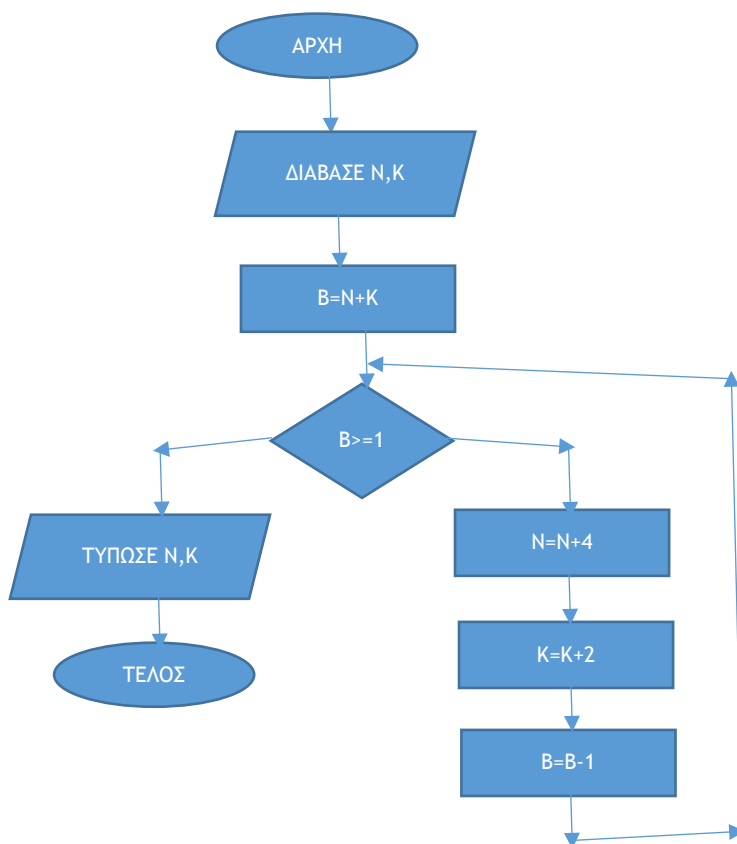 ΑΡΧΗ
ΔΙΑΒΑΣΕ Ν,Κ
Β=Ν+Κ
Β>=1
ΤΥΠΩΣΕ Ν,Κ
ΤΕΛΟΣ
Ν=Ν+4
Κ=Κ+2
Β=Β-1